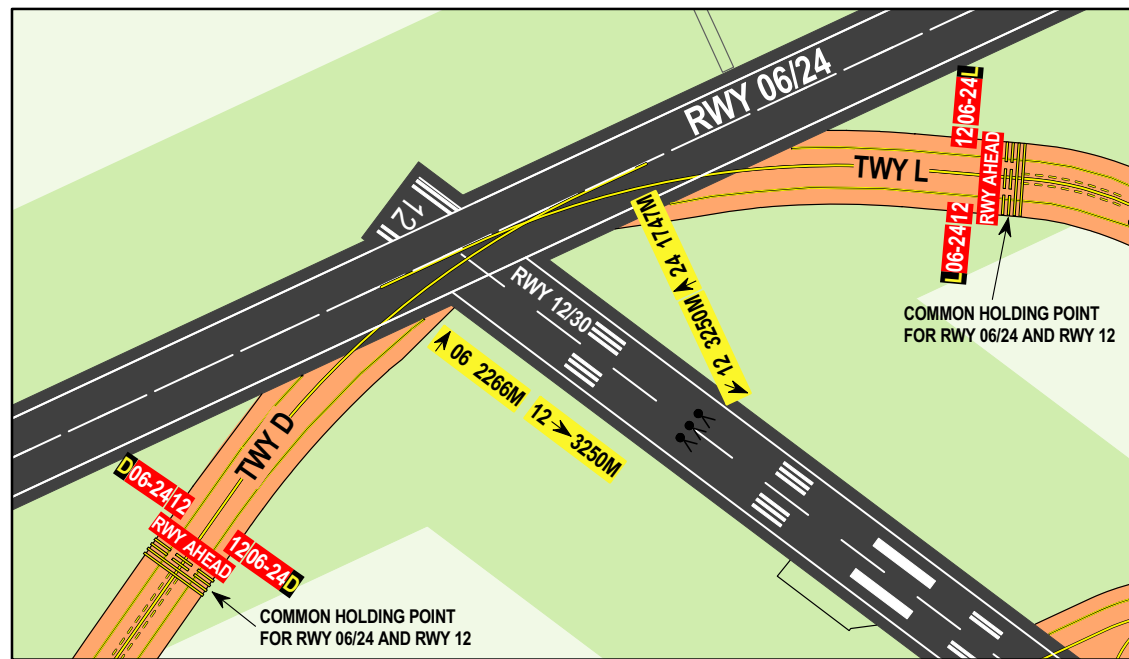 RWY 06/24
12 06-24 L
TWY L
RWY AHEAD
L 06-24 12
12
24 1747M
12 3250M
RWY 12/30
COMMON HOLDING POINT
FOR RWY 06/24 AND RWY 12
06 2266M
12 3250M
TWY D
D 06-24 12
RWY AHEAD
12 06-24 D
COMMON HOLDING POINT
FOR RWY 06/24 AND RWY 12